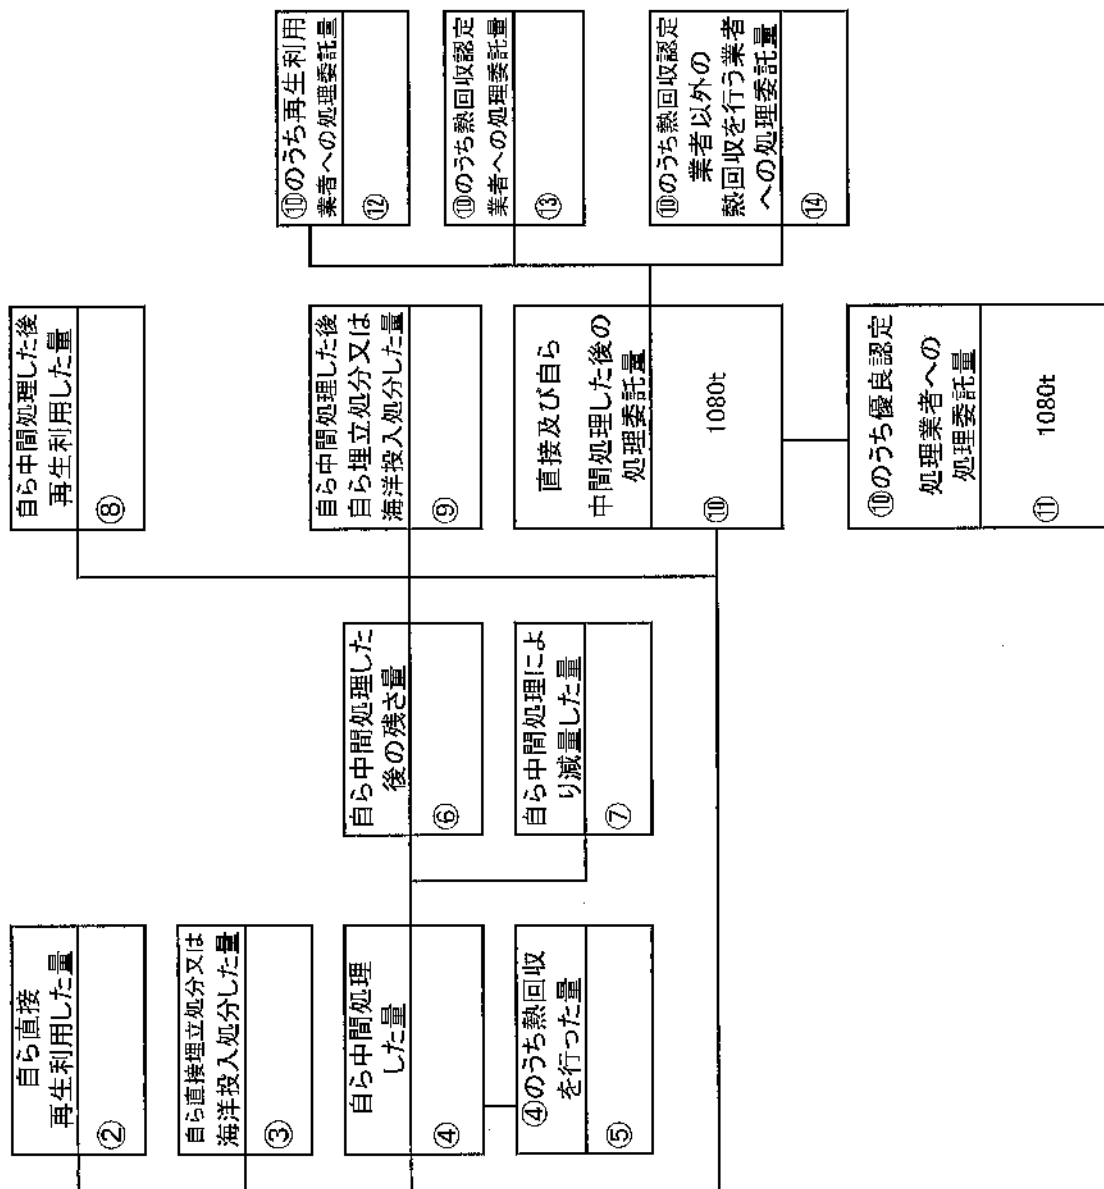 自ら直接
再生利用した量
②
自ら直接埋立処分又は
海洋投入処分した量
③
自ら中間処理
した量
④
④のうち熱回収
を行った量
⑤
自ら中間処理した
後の残さ量
⑥
自ら中間処理によ
り減量した量
⑦
自ら中間処理した後
再生利用した量
⑧
自ら中間処理した後
自ら埋立処分又は
海洋投入処分した量
⑨
直接及び自ら
中間処理した後の
処理委託量
⑩ 1080t
⑩のうち優良認定
処理業者への
処理委託量
⑪ 1080t
⑩のうち再生利用
業者への処理委託量
⑫
⑩のうち熱回収認定
業者への処理委託量
⑬
⑩のうち熱回収認定
業者以外の
熱回収を行う業者
への処理委託量
⑭